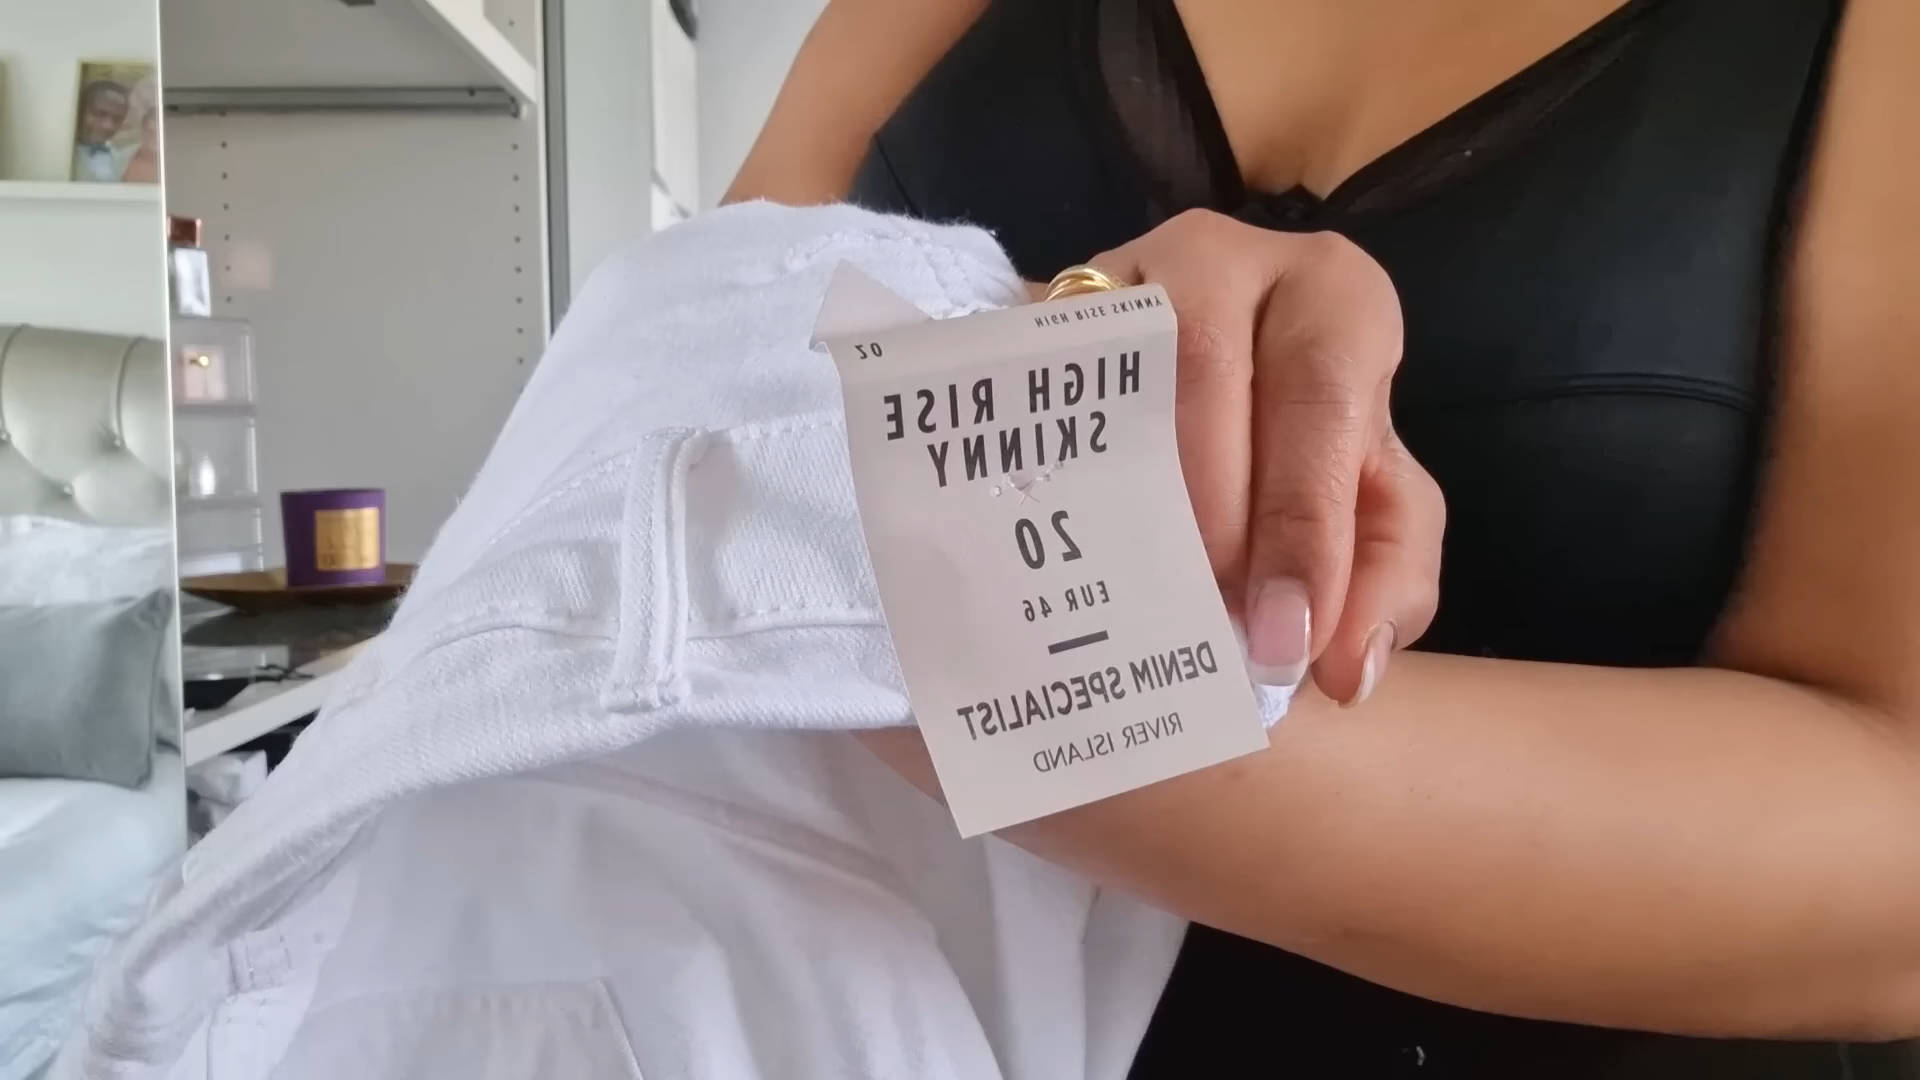 HIGH RISE SKINNY
20
HIGH RISE
SKINNY
20
EUR 46
DENIM SPECIALIST
RIVER ISLAND